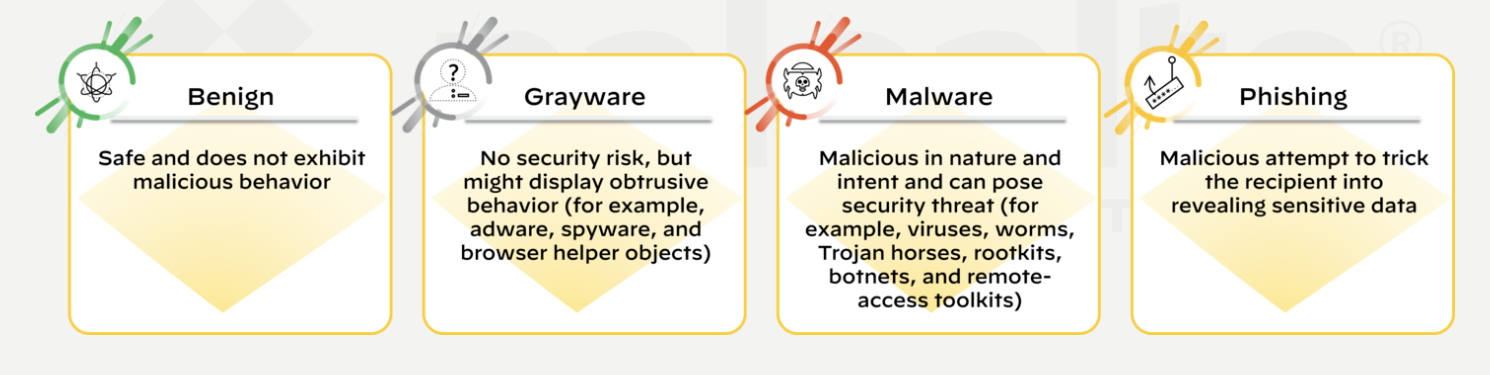 Benign
Safe and does not exhibit
malicious behavior
Grayware
No security risk, but
might display obtrusive
behavior (for example,
adware, spyware, and
browser helper objects)
Malware
Malicious in nature and
intent and can pose
security threat (for
example, viruses, worms,
Trojan horses, rootkits,
botnets, and remote-
access toolkits)
Phishing
Malicious attempt to trick
the recipient into
revealing sensitive data